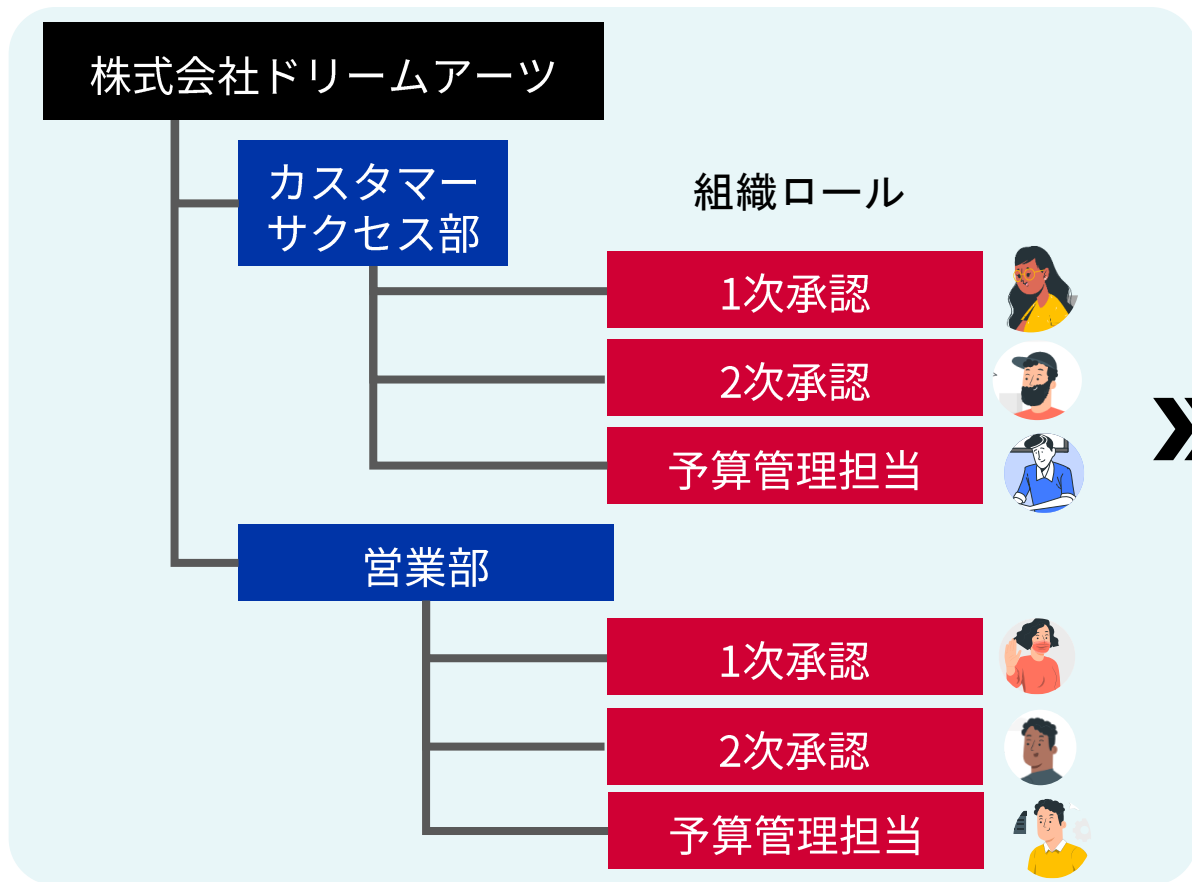 株式会社ドリームアーツ
カスタマー
サクセス部
組織ロール
1次承認
2次承認
予算管理担当
営業部
1次承認
2次承認
予算管理担当